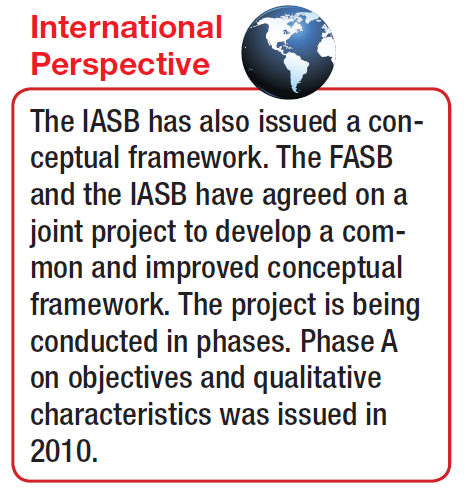 International
Perspective
The IASB has also issued a con-
ceptual framework. The FASB
and the IASB have agreed on a
joint project to develop a com-
mon and improved conceptual
framework. The project is being
conducted in phases. Phase A
on objectives and qualitative
characteristics was issued in
2010.